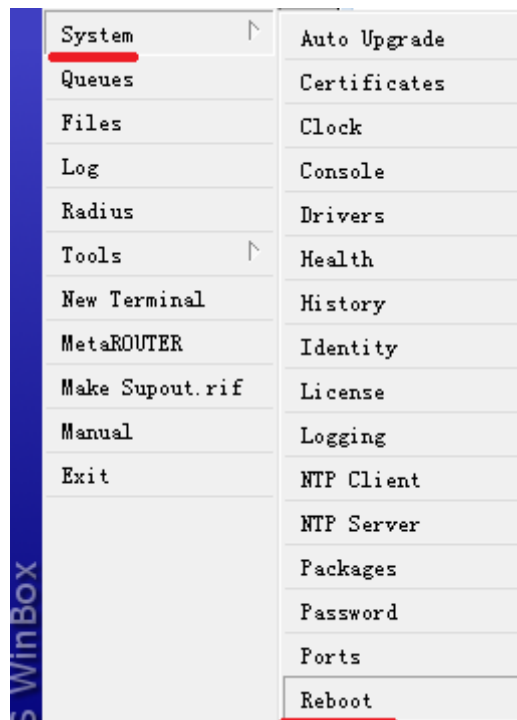 System
Queues
Files
Log
Radius
Tools
New Terminal
MetaROUTER
Make Supout.rif
Manual
Exit
Auto Upgrade
Certificates
Clock
Console
Drivers
Health
History
Identity
License
Logging
NTP Client
NTP Server
Packages
Password
Ports
Reboot
WinBox